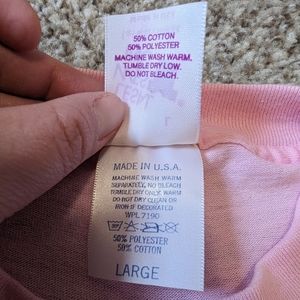 50% COTTON
50% POLYESTER
MACHINE WASH WARM.
TUMBLE DRY LOW.
DO NOT BLEACH.
MADE IN U.S.A.
MACHINE WASH WARM
SEPARATELY, NO BLEACH
TUMBLE DRY ONLY WARM
DO NOT DRY CLEAN OR
IRON IF DECORATED
WPL 7190
50% POLYESTER
50% COTTON
LARGE